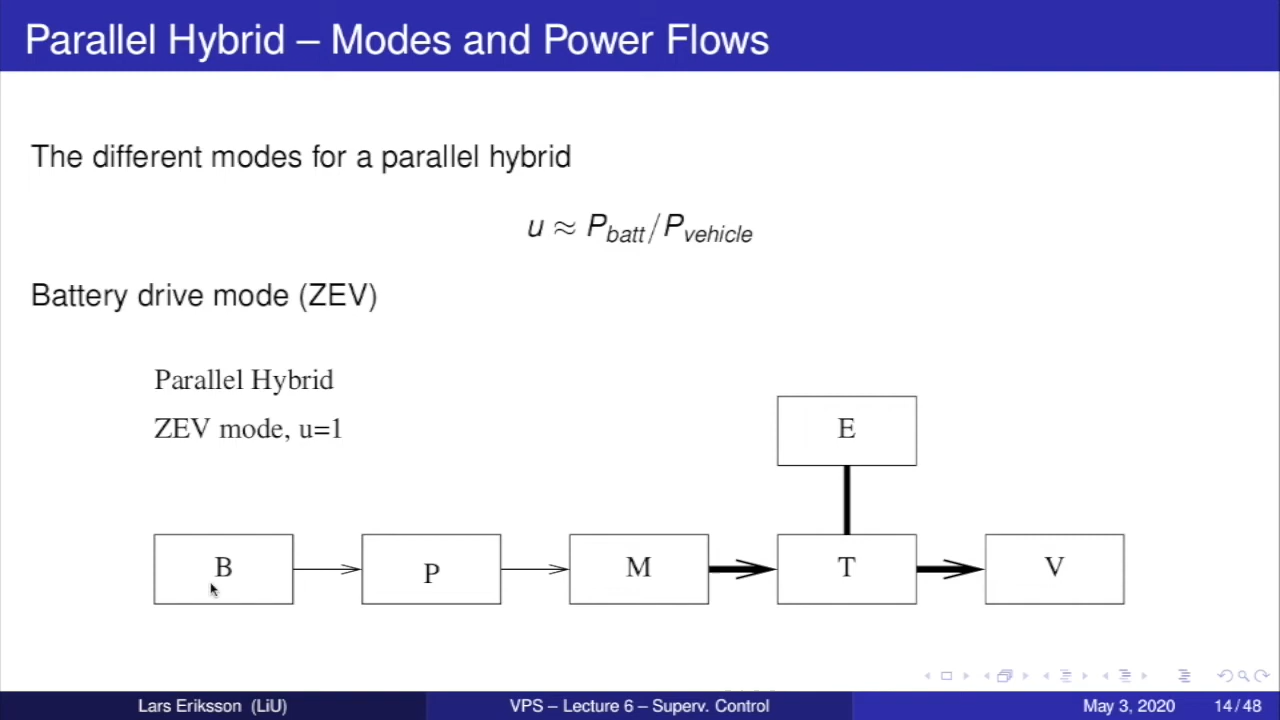 Parallel Hybrid – Modes and Power Flows
The different modes for a parallel hybrid
u ≈ P_batt/P_vehicle
Battery drive mode (ZEV)
Parallel Hybrid
ZEV mode, u=1
E
B P M T V
Lars Eriksson (LiU) VPS – Lecture 6 – Superv. Control May 3, 2020 14 / 48